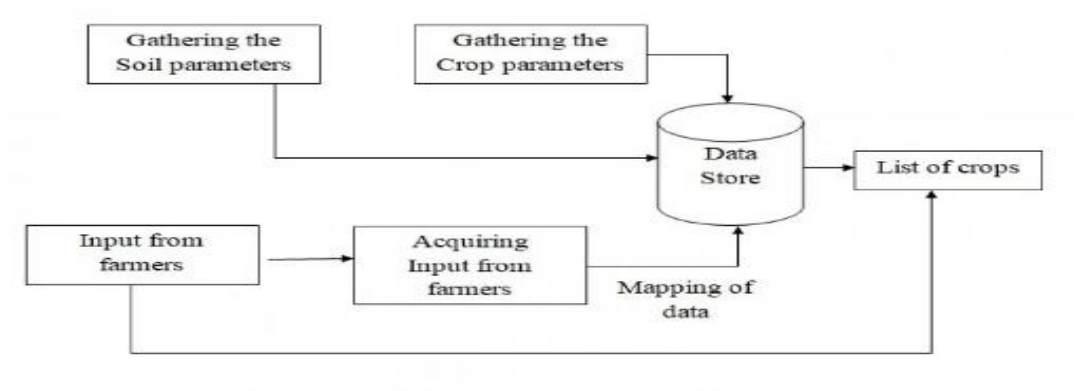 Gathering the
Soil parameters
Gathering the
Crop parameters
Data
Store
List of crops
Input from
farmers
Acquiring
Input from
farmers
Mapping of
data